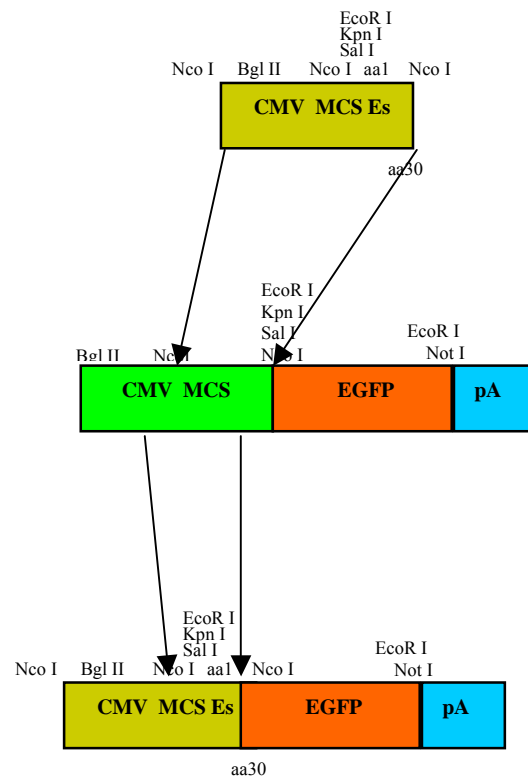 EcoR I
Kpn I
Sal I
Nco I Bgl II Nco I aa1 Nco I
CMV MCS Es
aa30
EcoR I
Kpn I
Sal I
EcoR I
Bgl II Nco I Nco I Not I
CMV MCS EGFP pA
EcoR I
Kpn I
Sal I
EcoR I
Nco I Bgl II Nco I aa1 Nco I Not I
CMV MCS Es EGFP pA
aa30